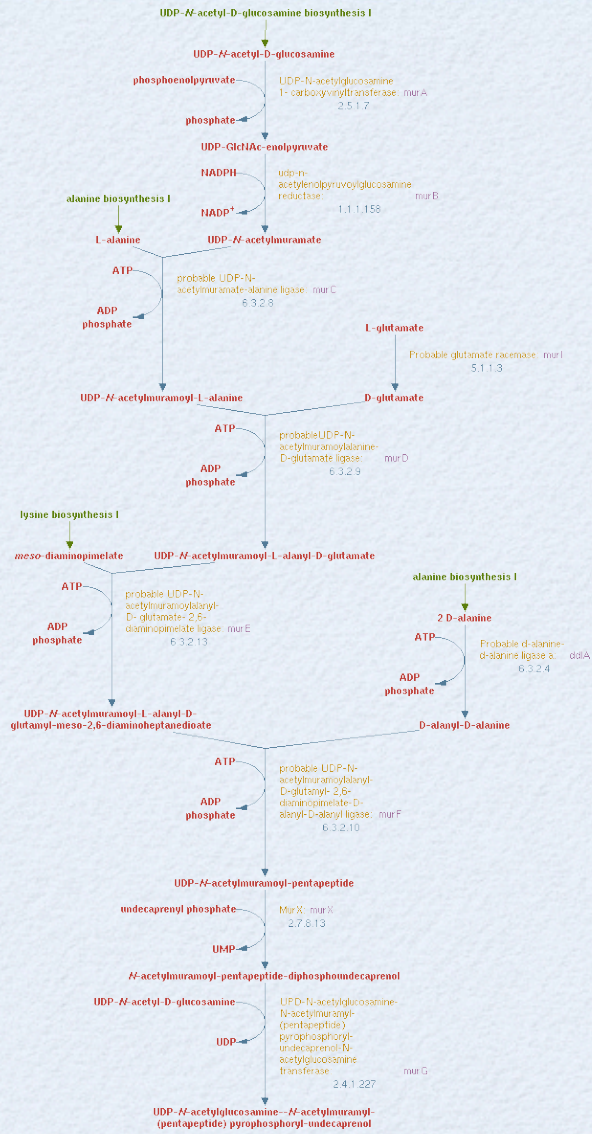 UDP-N-acetyl-D-glucosamine biosynthesis I
UDP-N-acetyl-D-glucosamine
phosphoenolpyruvate
UDP-N-acetylglucosamine
1- carboxyvinyltransferase: murA
2.5.1.7
phosphate
UDP-GlcNAc-enolpyruvate
NADPH
udp-n-
acetylenolpyruvoylglucosamine
reductase: murB
1.1.1.158
NADP+
alanine biosynthesis I
L-alanine
UDP-N-acetylmuramate
ATP
probable UDP-N-
acetylmuramate-alanine ligase: murC
6.3.2.8
ADP
phosphate
L-glutamate
Probable glutamate racemase: murI
5.1.1.3
UDP-N-acetylmuramoyl-L-alanine
D-glutamate
ATP
probableUDP-N-
acetylmuramoylalanine-
D-glutamate ligase: murD
6.3.2.9
ADP
phosphate
lysine biosynthesis I
meso-diaminopimelate
UDP-N-acetylmuramoyl-L-alanyl-D-glutamate
ATP
probable UDP-N-
acetylmuramoylalanyl-
D- glutamate- 2,6-
diaminopimelate ligase: murE
6.3.2.13
ADP
phosphate
alanine biosynthesis I
2 D-alanine
ATP
Probable d-alanine-
d-alanine ligase a: ddlA
6.3.2.4
ADP
phosphate
UDP-N-acetylmuramoyl-L-alanyl-D-
glutamyl-meso-2,6-diaminoheptanedioate
D-alanyl-D-alanine
ATP
probable UDP-N-
acetylmuramoylalanyl-
D-glutamyl- 2,6-
diaminopimelate-D-
alanyl-D-alanyl ligase: murF
6.3.2.10
ADP
phosphate
UDP-N-acetylmuramoyl-pentapeptide
undecaprenyl phosphate
MurX: murX
2.7.8.13
UMP
N-acetylmuramoyl-pentapeptide-diphosphoundecaprenol
UDP-N-acetyl-D-glucosamine
UPD-N-acetylglucosamine-
N-acetylmuramyl-
(pentapeptide)
pyrophosphoryl-
undecaprenol-N-
acetylglucosamine
transferase murG
2.4.1.227
UDP
UDP-N-acetylglucosamine--N-acetylmuramyl-
(pentapeptide) pyrophosphoryl-undecaprenol